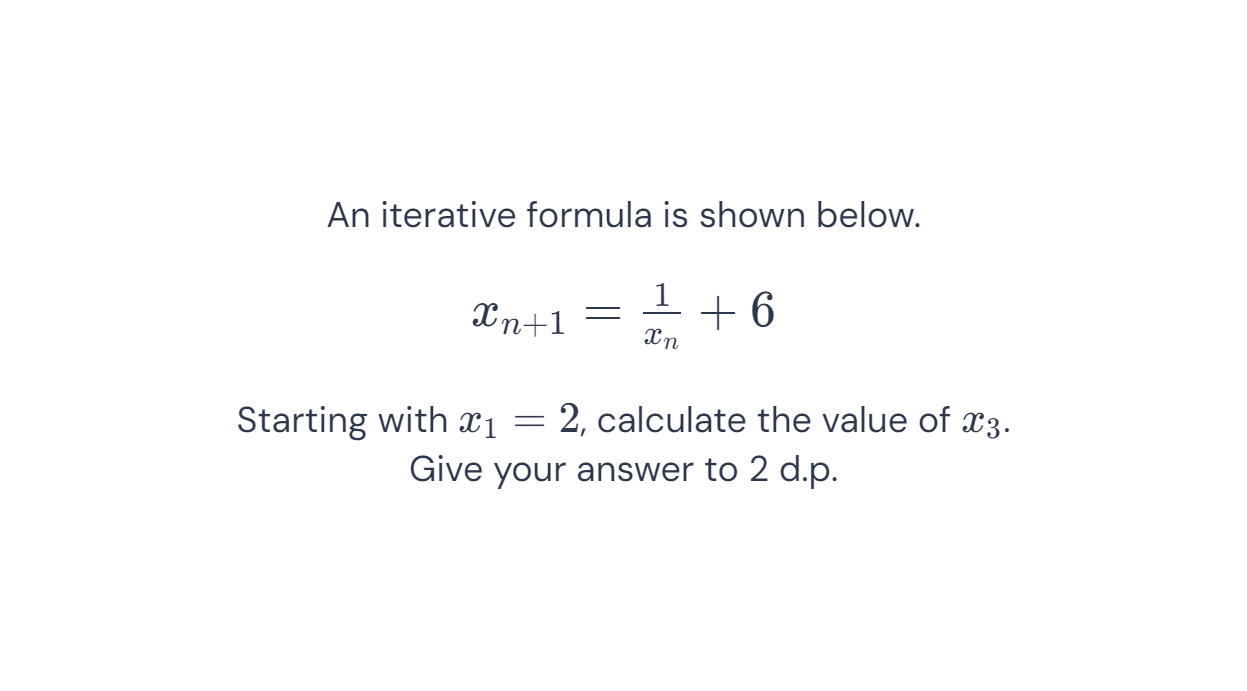 An iterative formula is shown below.
$x_{n+1} = \frac{1}{x_n} + 6$
Starting with $x_1 = 2$, calculate the value of $x_3$.
Give your answer to 2 d.p.